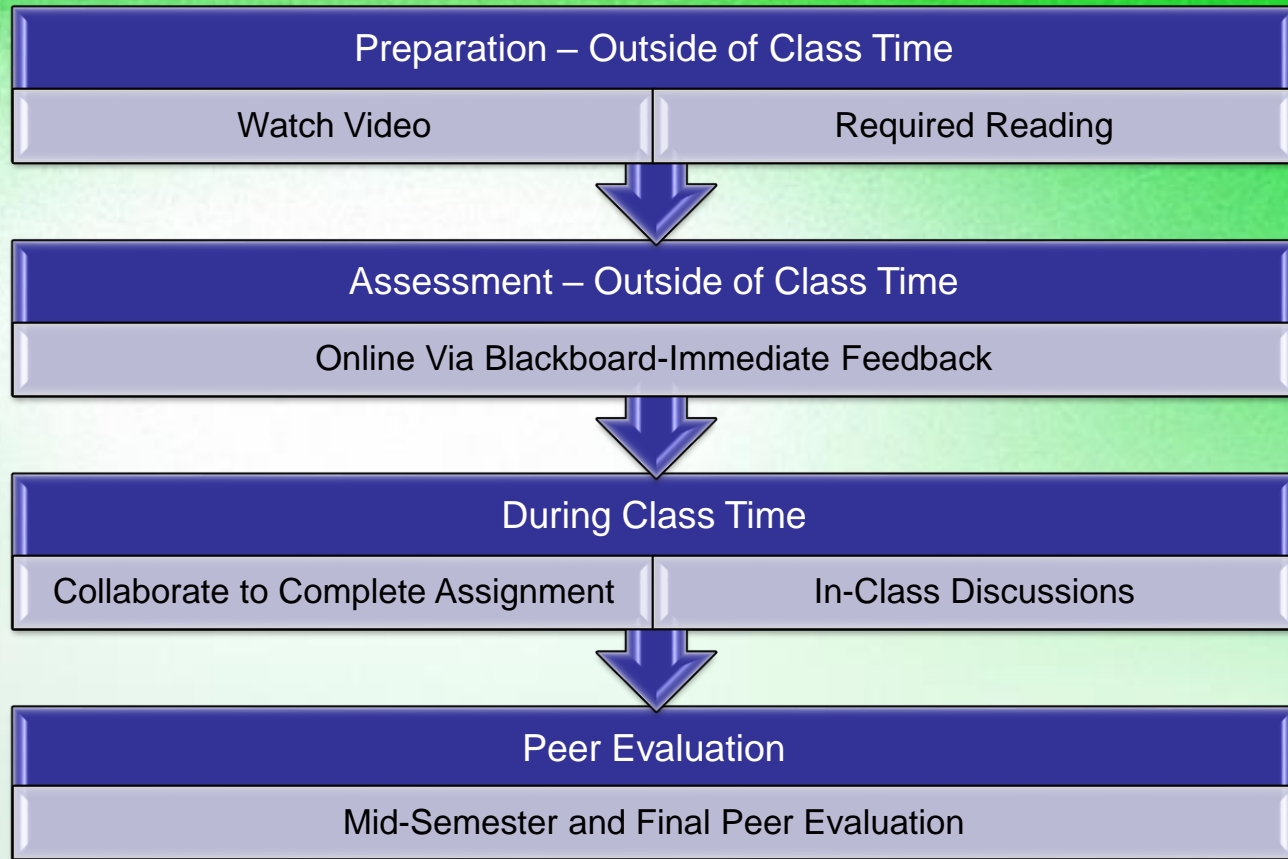 Preparation – Outside of Class Time
Watch Video
Required Reading
Assessment – Outside of Class Time
Online Via Blackboard-Immediate Feedback
During Class Time
Collaborate to Complete Assignment
In-Class Discussions
Peer Evaluation
Mid-Semester and Final Peer Evaluation